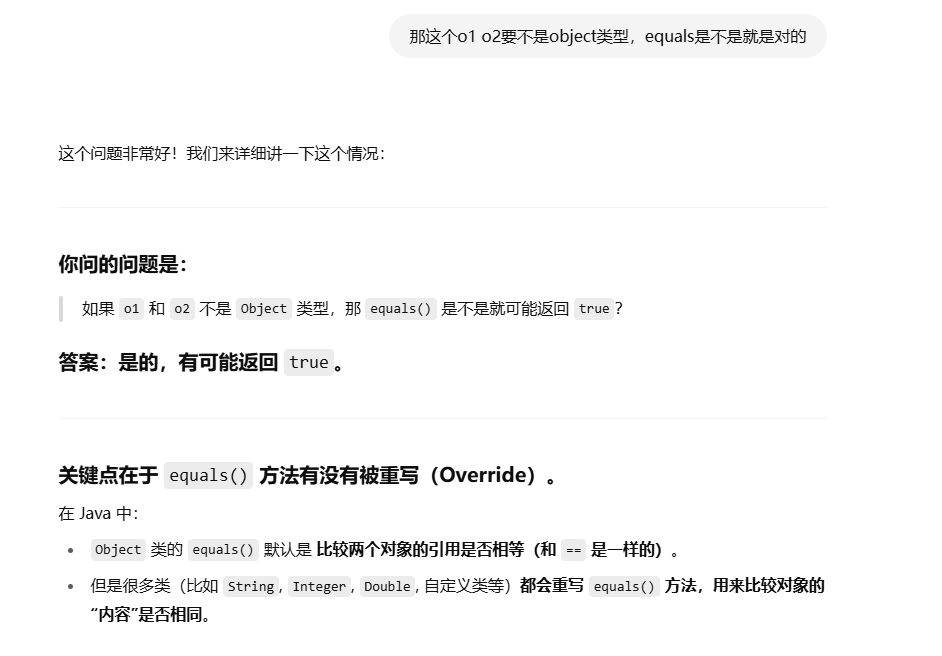 那这个o1 o2要不是object类型，equals是不是就是对的
这个问题非常好！我们来详细讲一下这个情况：
你问的问题是：
如果 o1 和 o2 不是 Object 类型，那 equals() 是不是就可能返回 true？
答案：是的，有可能返回 true。
关键点在于 equals() 方法有没有被重写（Override）。
在 Java 中：
Object 类的 equals() 默认是 比较两个对象的引用是否相等（和 == 是一样的）。
但是很多类（比如 String, Integer, Double, 自定义类等）都会重写 equals() 方法，用来比较对象的
“内容”是否相同。